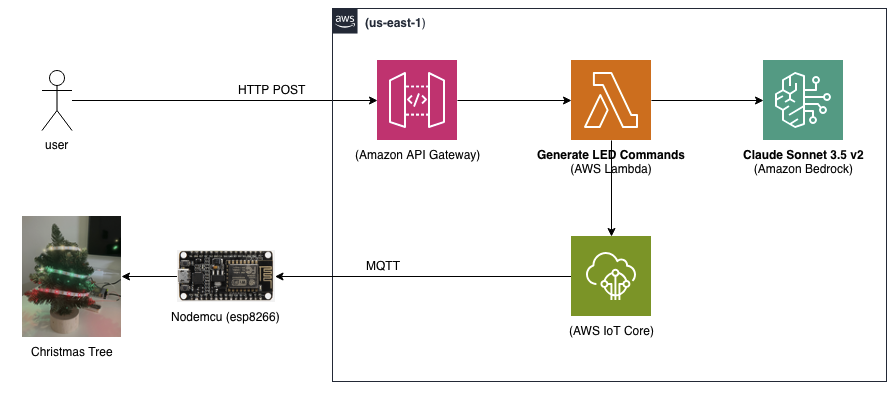 aws
(us-east-1)
HTTP POST
user
(Amazon API Gateway)
Generate LED Commands
(AWS Lambda)
Claude Sonnet 3.5 v2
(Amazon Bedrock)
MQTT
Nodemcu (esp8266)
(AWS IoT Core)
Christmas Tree